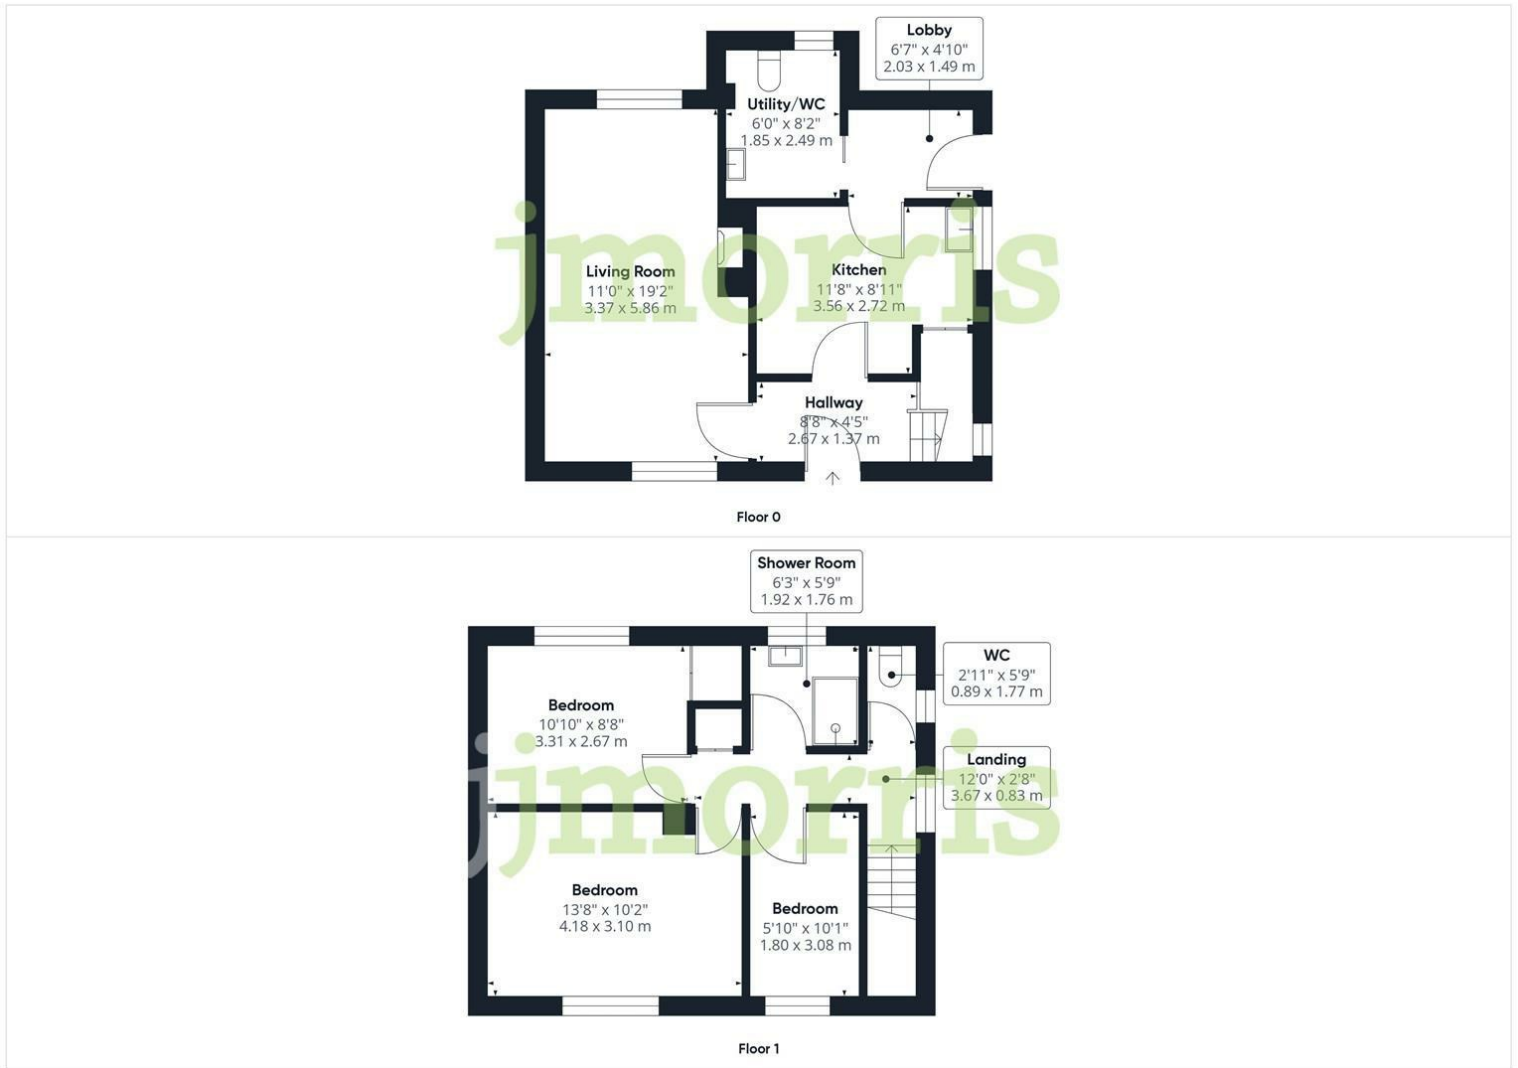 Lobby
6'7" x 4'10"
2.03 x 1.49 m
Utility/WC
6'0" x 8'2"
1.85 x 2.49 m
Living Room
11'0" x 19'2"
3.37 x 5.86 m
Kitchen
11'8" x 8'11"
3.56 x 2.72 m
Hallway
8'8" x 4'5"
2.67 x 1.37 m
jmorris
Floor 0
Shower Room
6'3" x 5'9"
1.92 x 1.76 m
WC
2'11" x 5'9"
0.89 x 1.77 m
Bedroom
10'10" x 8'8"
3.31 x 2.67 m
Landing
12'0" x 2'8"
3.67 x 0.83 m
Bedroom
13'8" x 10'2"
4.18 x 3.10 m
Bedroom
5'10" x 10'1"
1.80 x 3.08 m
jjmorris
Floor 1